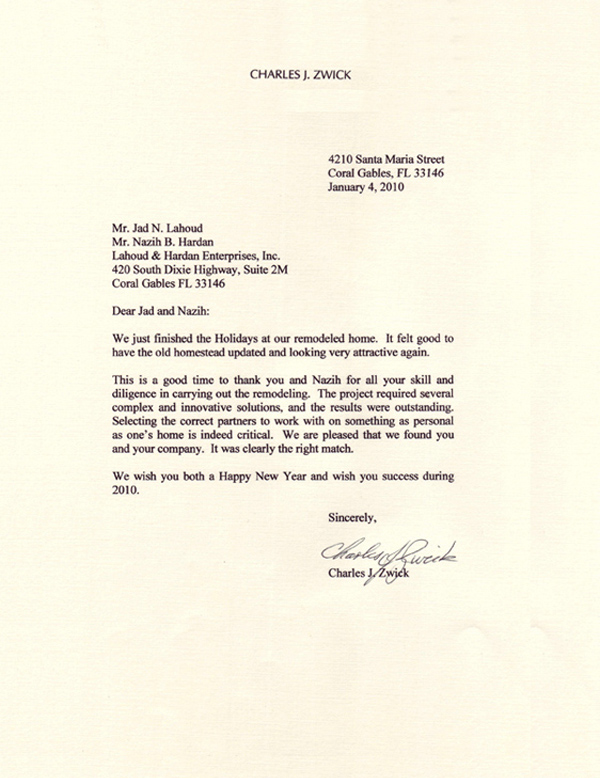 CHARLES J. ZWICK
4210 Santa Maria Street
Coral Gables, FL 33146
January 4, 2010
Mr. Jad N. Lahoud
Mr. Nazih B. Hardan
Lahoud & Hardan Enterprises, Inc.
420 South Dixie Highway, Suite 2M
Coral Gables FL 33146
Dear Jad and Nazih:
We just finished the Holidays at our remodeled home. It felt good to
have the old homestead updated and looking very attractive again.
This is a good time to thank you and Nazih for all your skill and
diligence in carrying out the remodeling. The project required several
complex and innovative solutions, and the results were outstanding.
Selecting the correct partners to work with on something as personal
as one's home is indeed critical. We are pleased that we found you
and your company. It was clearly the right match.
We wish you both a Happy New Year and wish you success during
2010.
Sincerely,
Charles J Zwick
Charles J. Zwick